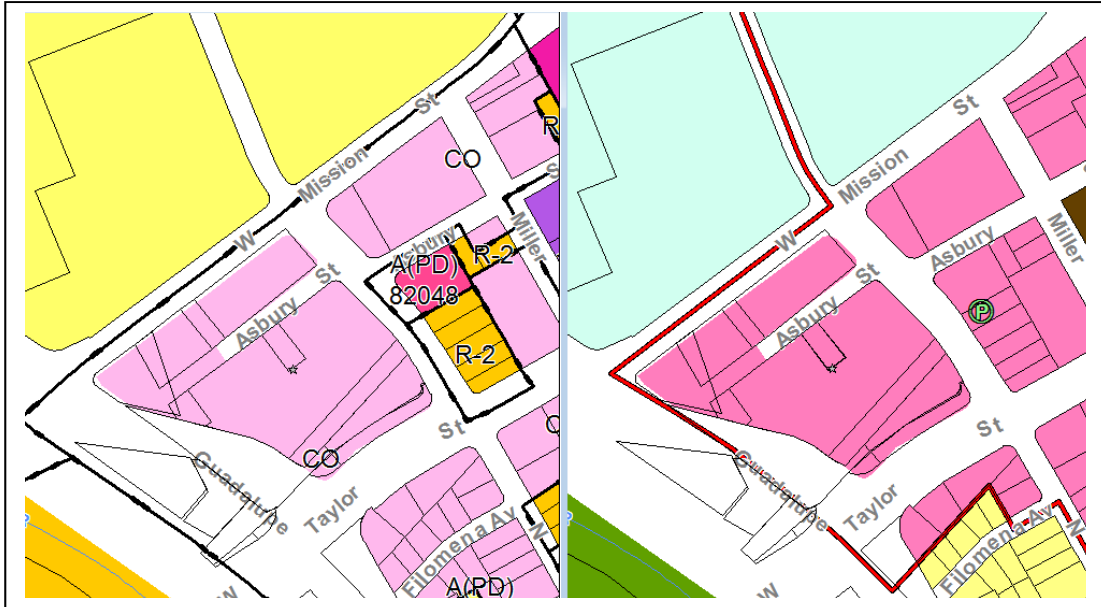 St
Mission
CO
W
Asbury
Miller
A(PD)
82048
R-2
St
Asbury
R-2
St
CO
Guadalupe
Taylor
Filomena Av
N
W
A(PD)
St
Mission
W
Asbury
Miller
St
Asbury
P
St
Guadalupe
Taylor
Filomena Av
N
W